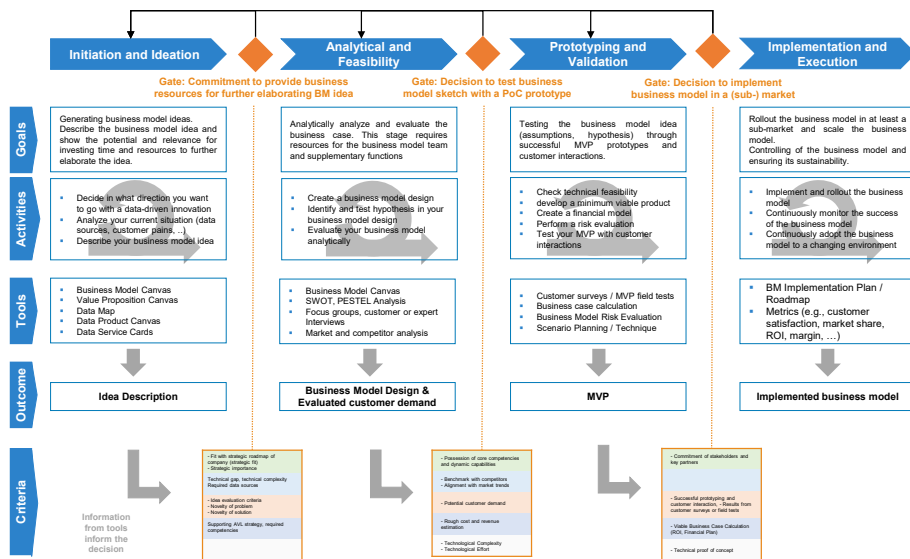 Initiation and Ideation
Analytical and
Feasibility
Prototyping and
Validation
Implementation and
Execution
Gate: Commitment to provide business
resources for further elaborating BM idea
Gate: Decision to test business
model sketch with a PoC prototype
Gate: Decision to implement
business model in a (sub-) market
Goals
Generating business model ideas.
Describe the business model idea and
show the potential and relevance for
investing time and resources to further
elaborate the idea.
Analytically analyze and evaluate the
business case. This stage requires
resources for the business model team
and supplementary functions
Testing the business model idea
(assumptions, hypothesis) through
successful MVP prototypes and
customer interactions.
Rollout the business model in at least a
sub-market and scale the business
model.
Controlling of the business model and
ensuring its sustainability.
Activities
▪ Decide in what direction you want
to go with a data-driven innovation
▪ Analyze your current situation (data
sources, customer pains, ..)
▪ Describe your business model idea
▪ Create a business model design
▪ Identify and test hypothesis in your
business model design
▪ Evaluate your business model
analytically
▪ Check technical feasibility
▪ develop a minimum viable product
▪ Create a financial model
▪ Perform a risk evaluation
▪ Test your MVP with customer
interactions
▪ Implement and rollout the business
model
▪ Continuously monitor the success
of the business model
▪ Continuously adopt the business
model to a changing environment
Tools
▪ Business Model Canvas
▪ Value Proposition Canvas
▪ Data Map
▪ Data Product Canvas
▪ Data Service Cards
▪ Business Model Canvas
▪ SWOT, PESTEL Analysis
▪ Focus groups, customer or expert
Interviews
▪ Market and competitor analysis
▪ Customer surveys / MVP field tests
▪ Business case calculation
▪ Business Model Risk Evaluation
▪ Scenario Planning / Technique
▪ BM Implementation Plan /
Roadmap
▪ Metrics (e.g., customer
satisfaction, market share,
ROI, margin, …)
Outcome
Idea Description
Business Model Design &
Evaluated customer demand
MVP
Implemented business model
Criteria
Information
from tools
inform the
decision
- Fit with strategic roadmap of
company (strategic fit)
- Strategic importance
Technical gap, technical complexity
Required data sources
- Idea evaluation criteria
- Novelty of problem
- Novelty of solution
Supporting AVL strategy, required
competencies
- Possession of core competencies
and dynamic capabilities
- Benchmark with competitors
- Alignment with market trends
- Potential customer demand
- Rough cost and revenue
estimation
- Technological Complexity
- Technological Effort
- Commitment of stakeholders and
key partners
- Successful prototyping and
customer interaction, - Results from
customer surveys or field tests
- Viable Business Case Calculation
(ROI, Financial Plan)
- Technical proof of concept